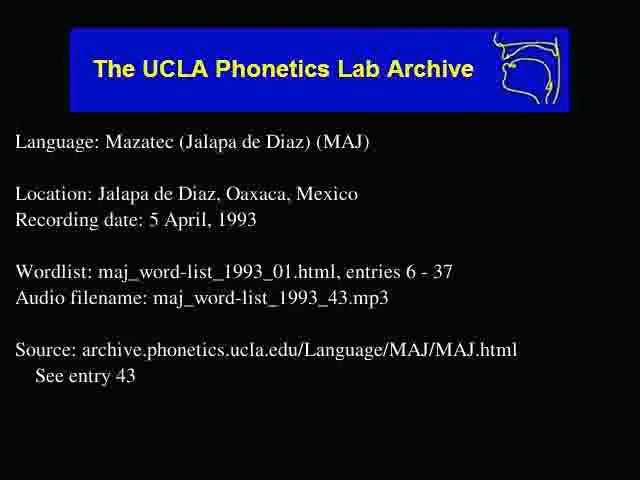 The UCLA Phonetics Lab Archive
Language: Mazatec (Jalapa de Diaz) (MAJ)
Location: Jalapa de Diaz, Oaxaca, Mexico
Recording date: 5 April, 1993
Wordlist: maj_word-list_1993_01.html, entries 6 - 37
Audio filename: maj_word-list_1993_43.mp3
Source: archive.phonetics.ucla.edu/Language/MAJ/MAJ.html
See entry 43